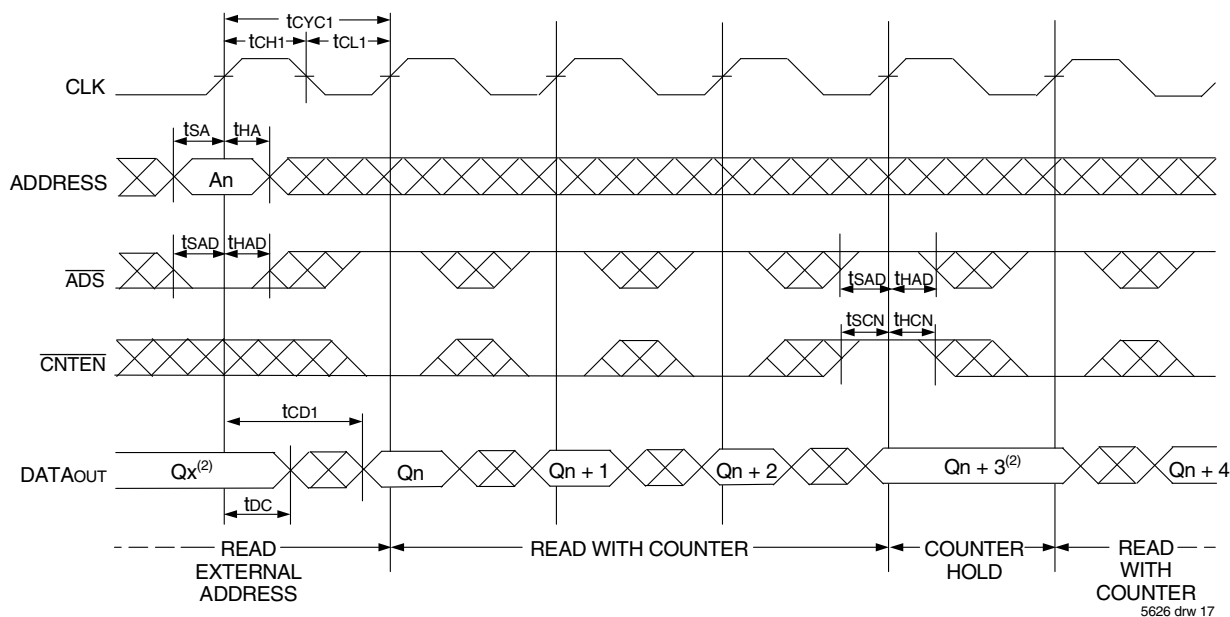 tCYC1
tCH1 tCL1
CLK
tSA tHA
ADDRESS An
tSAD tHAD
ADS
tSAD tHAD
tSCN tHCN
CNTEN
tCD1
DATAOUT Qx(2) Qn Qn + 1 Qn + 2 Qn + 3(2) Qn + 4
tDC
READ EXTERNAL ADDRESS
READ WITH COUNTER
COUNTER HOLD
READ WITH COUNTER
5626 drw 17